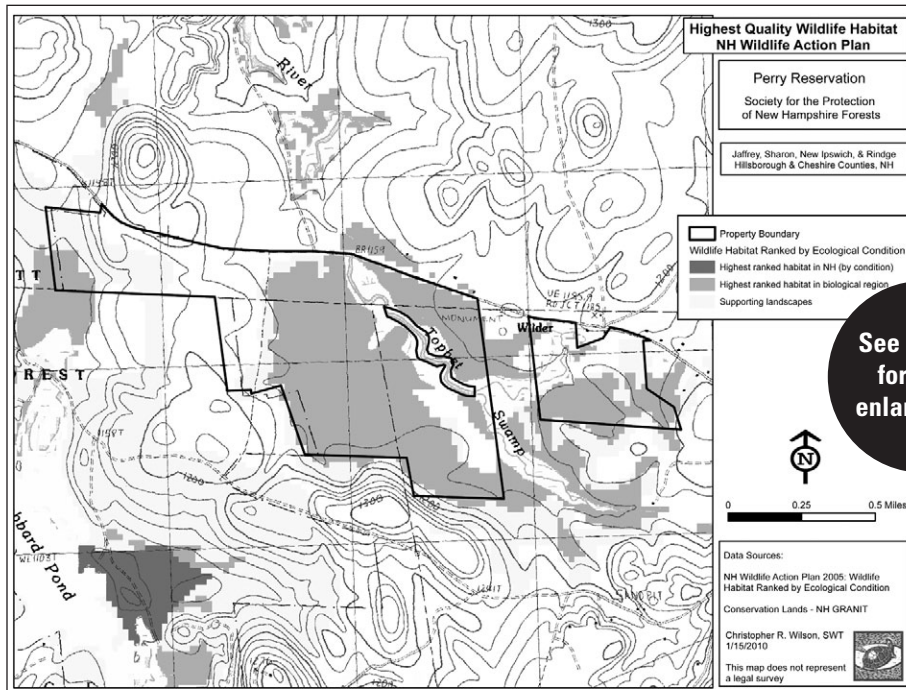 Highest Quality Wildlife Habitat
NH Wildlife Action Plan
Perry Reservation
Society for the Protection
of New Hampshire Forests
Jaffrey, Sharon, New Ipswich, & Rindge
Hillsborough & Cheshire Counties, NH
Property Boundary
Wildlife Habitat Ranked by Ecological Condition
Highest ranked habitat in NH (by condition)
Highest ranked habitat in biological region
Supporting landscapes
See
for
enlar
N
0 0.25 0.5 Miles
Data Sources:
NH Wildlife Action Plan 2005: Wildlife
Habitat Ranked by Ecological Condition
Conservation Lands - NH GRANIT
Christopher R. Wilson, SWT
1/15/2010
This map does not represent
a legal survey
1300
River
1200
MONUMENT
Wilder
Tophet
Swamp
TT
REST
1200
1300
bbard Pond